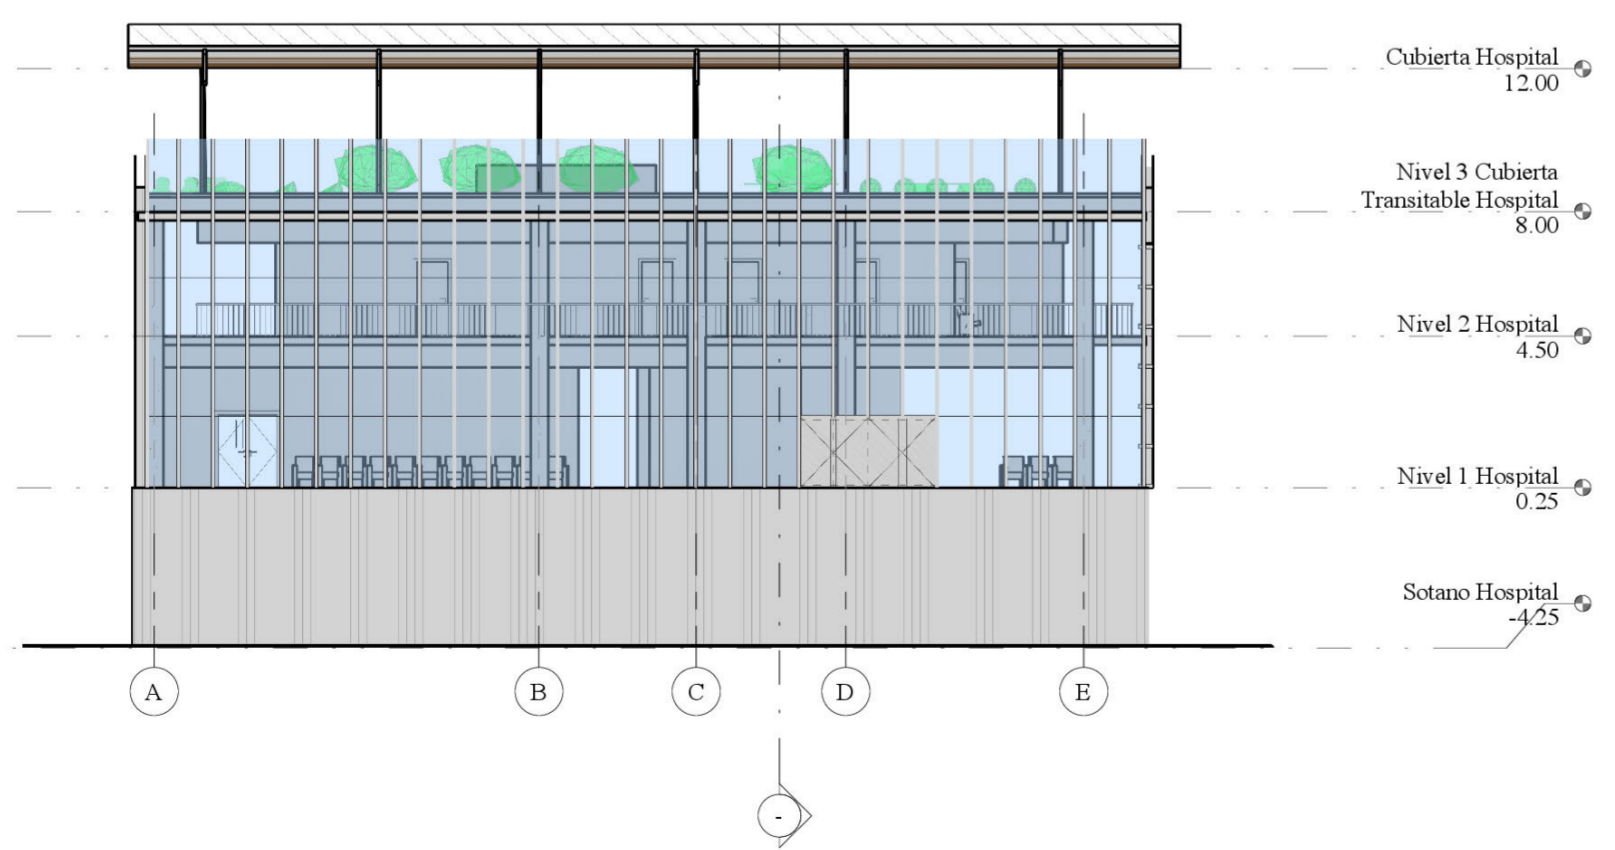 Cubierta Hospital
12.00
Nivel 3 Cubierta
Transitable Hospital
8.00
Nivel 2 Hospital
4.50
Nivel 1 Hospital
0.25
Sotano Hospital
-4.25
A B C D E
-